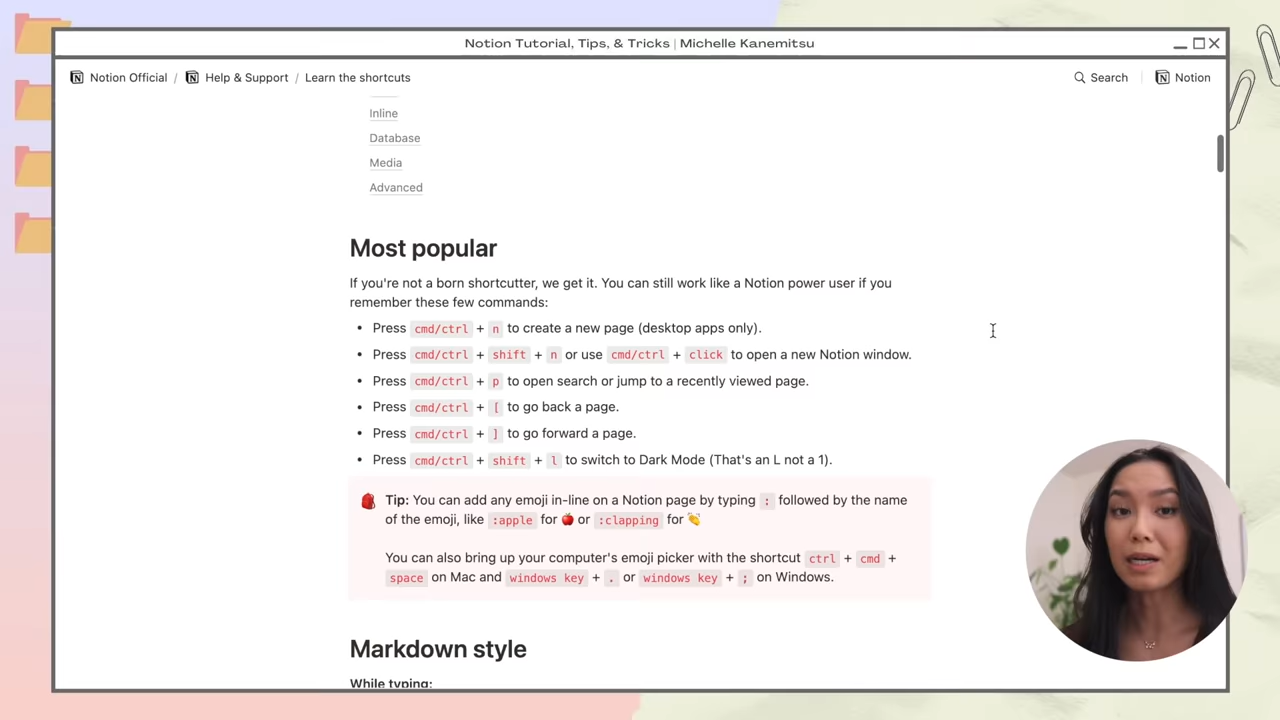 Notion Tutorial, Tips, & Tricks | Michelle Kanemitsu
Notion Official / Help & Support / Learn the shortcuts
Search
Notion
Inline
Database
Media
Advanced
Most popular
If you're not a born shortcutter, we get it. You can still work like a Notion power user if you
remember these few commands:
• Press cmd/ctrl + n to create a new page (desktop apps only).
• Press cmd/ctrl + shift + n or use cmd/ctrl + click to open a new Notion window.
• Press cmd/ctrl + p to open search or jump to a recently viewed page.
• Press cmd/ctrl + [ to go back a page.
• Press cmd/ctrl + ] to go forward a page.
• Press cmd/ctrl + shift + l to switch to Dark Mode (That's an L not a 1).
Tip: You can add any emoji in-line on a Notion page by typing : followed by the name
of the emoji, like :apple for 🍎 or :clapping for 👏
You can also bring up your computer's emoji picker with the shortcut ctrl + cmd +
space on Mac and windows key + . or windows key + ; on Windows.
Markdown style
While typing: